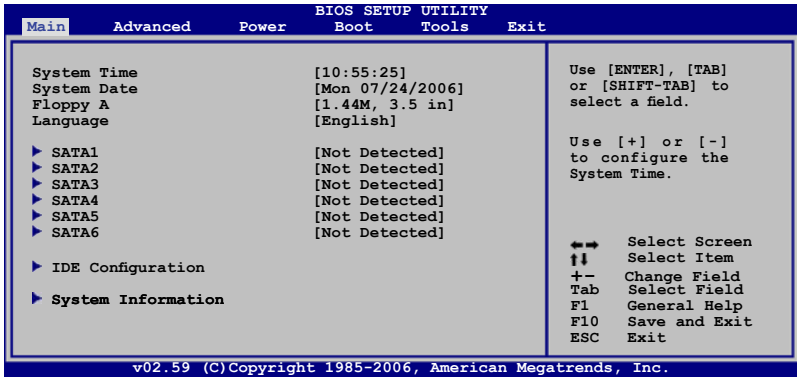 BIOS SETUP UTILITY
Main Advanced Power Boot Tools Exit
System Time [10:55:25]
System Date [Mon 07/24/2006]
Floppy A [1.44M, 3.5 in]
Language [English]
SATA1 [Not Detected]
SATA2 [Not Detected]
SATA3 [Not Detected]
SATA4 [Not Detected]
SATA5 [Not Detected]
SATA6 [Not Detected]
IDE Configuration
System Information
Use [ENTER], [TAB]
or [SHIFT-TAB] to
select a field.
Use [+] or [-]
to configure the
System Time.
←→ Select Screen
↑↓ Select Item
+- Change Field
Tab Select Field
F1 General Help
F10 Save and Exit
ESC Exit
v02.59 (C)Copyright 1985-2006, American Megatrends, Inc.